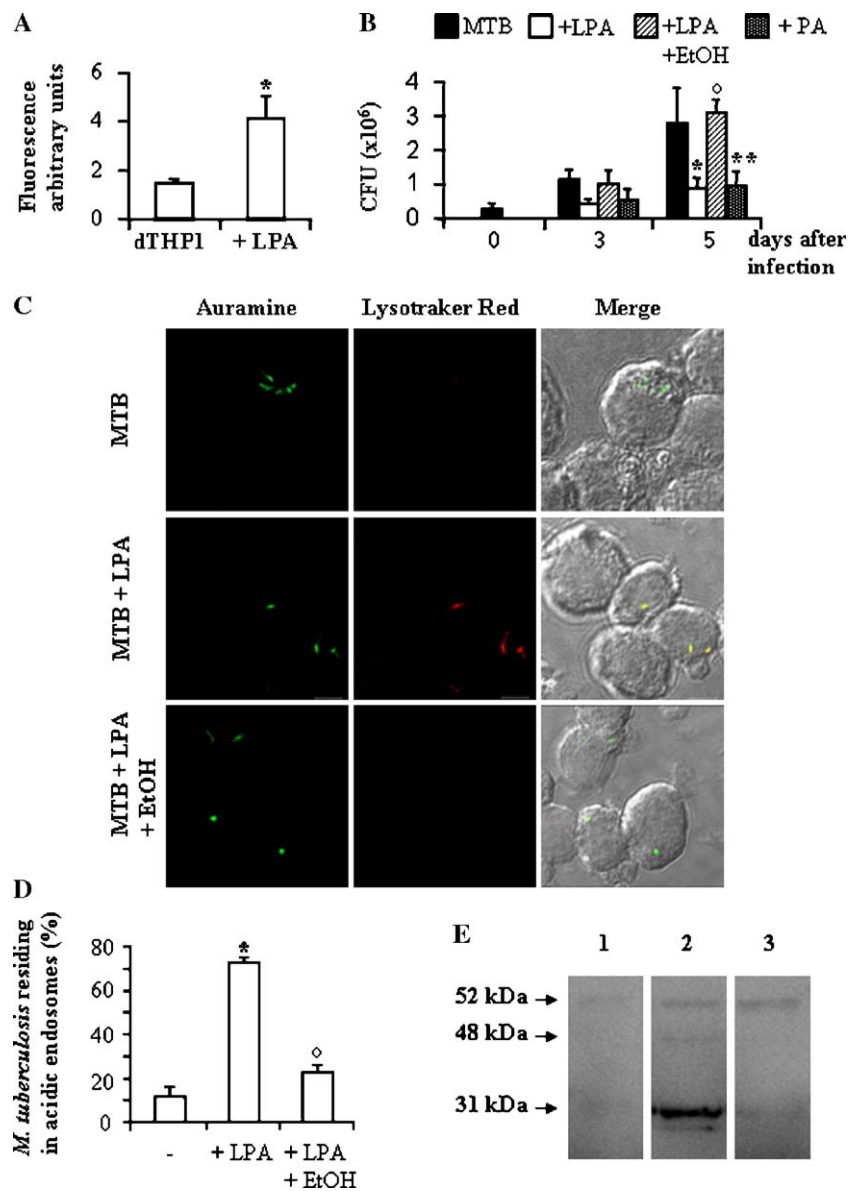 A
Fluorescence
arbitrary units
6
4
2
0
*
dTHP1
+ LPA
B
MTB
+LPA
+LPA
+EtOH
+ PA
CFU (x10⁶)
4
3
2
1
0
◊
*
**
0
3
5
days after
infection
C
Auramine
Lysotraker Red
Merge
MTB
MTB + LPA
MTB + LPA
+ EtOH
D
M. tuberculosis residing
in acidic endosomes (%)
80
60
40
20
0
*
◊
-
+ LPA
+ LPA
+ EtOH
E
1
2
3
52 kDa
48 kDa
31 kDa